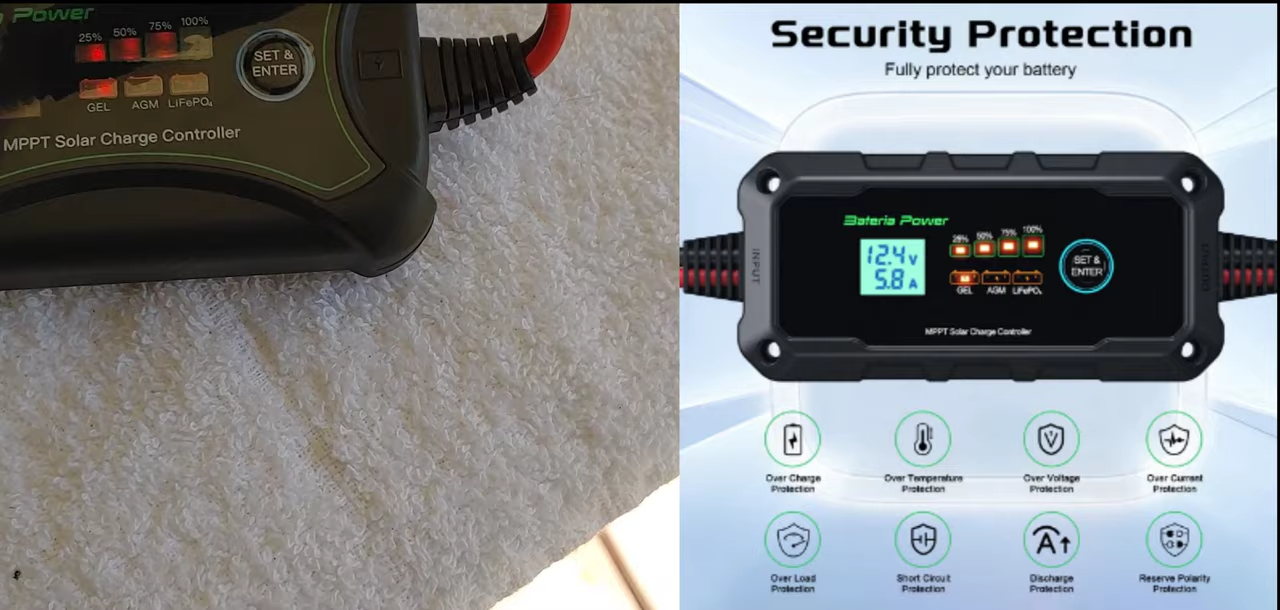 Power
25% 50% 75% 100%
SET &
ENTER
GEL AGM LiFePO₄
MPPT Solar Charge Controller
Security Protection
Fully protect your battery
Bateria Power
25% 50% 75% 100%
12.4 V
5.8 A
SET &
ENTER
GEL AGM LiFePO₄
INPUT
MPPT Solar Charge Controller
Over Charge
Protection
Over Temperature
Protection
Over Voltage
Protection
Over Current
Protection
Over Load
Protection
Short Circuit
Protection
A
Discharge
Protection
Reserve Polarity
Protection